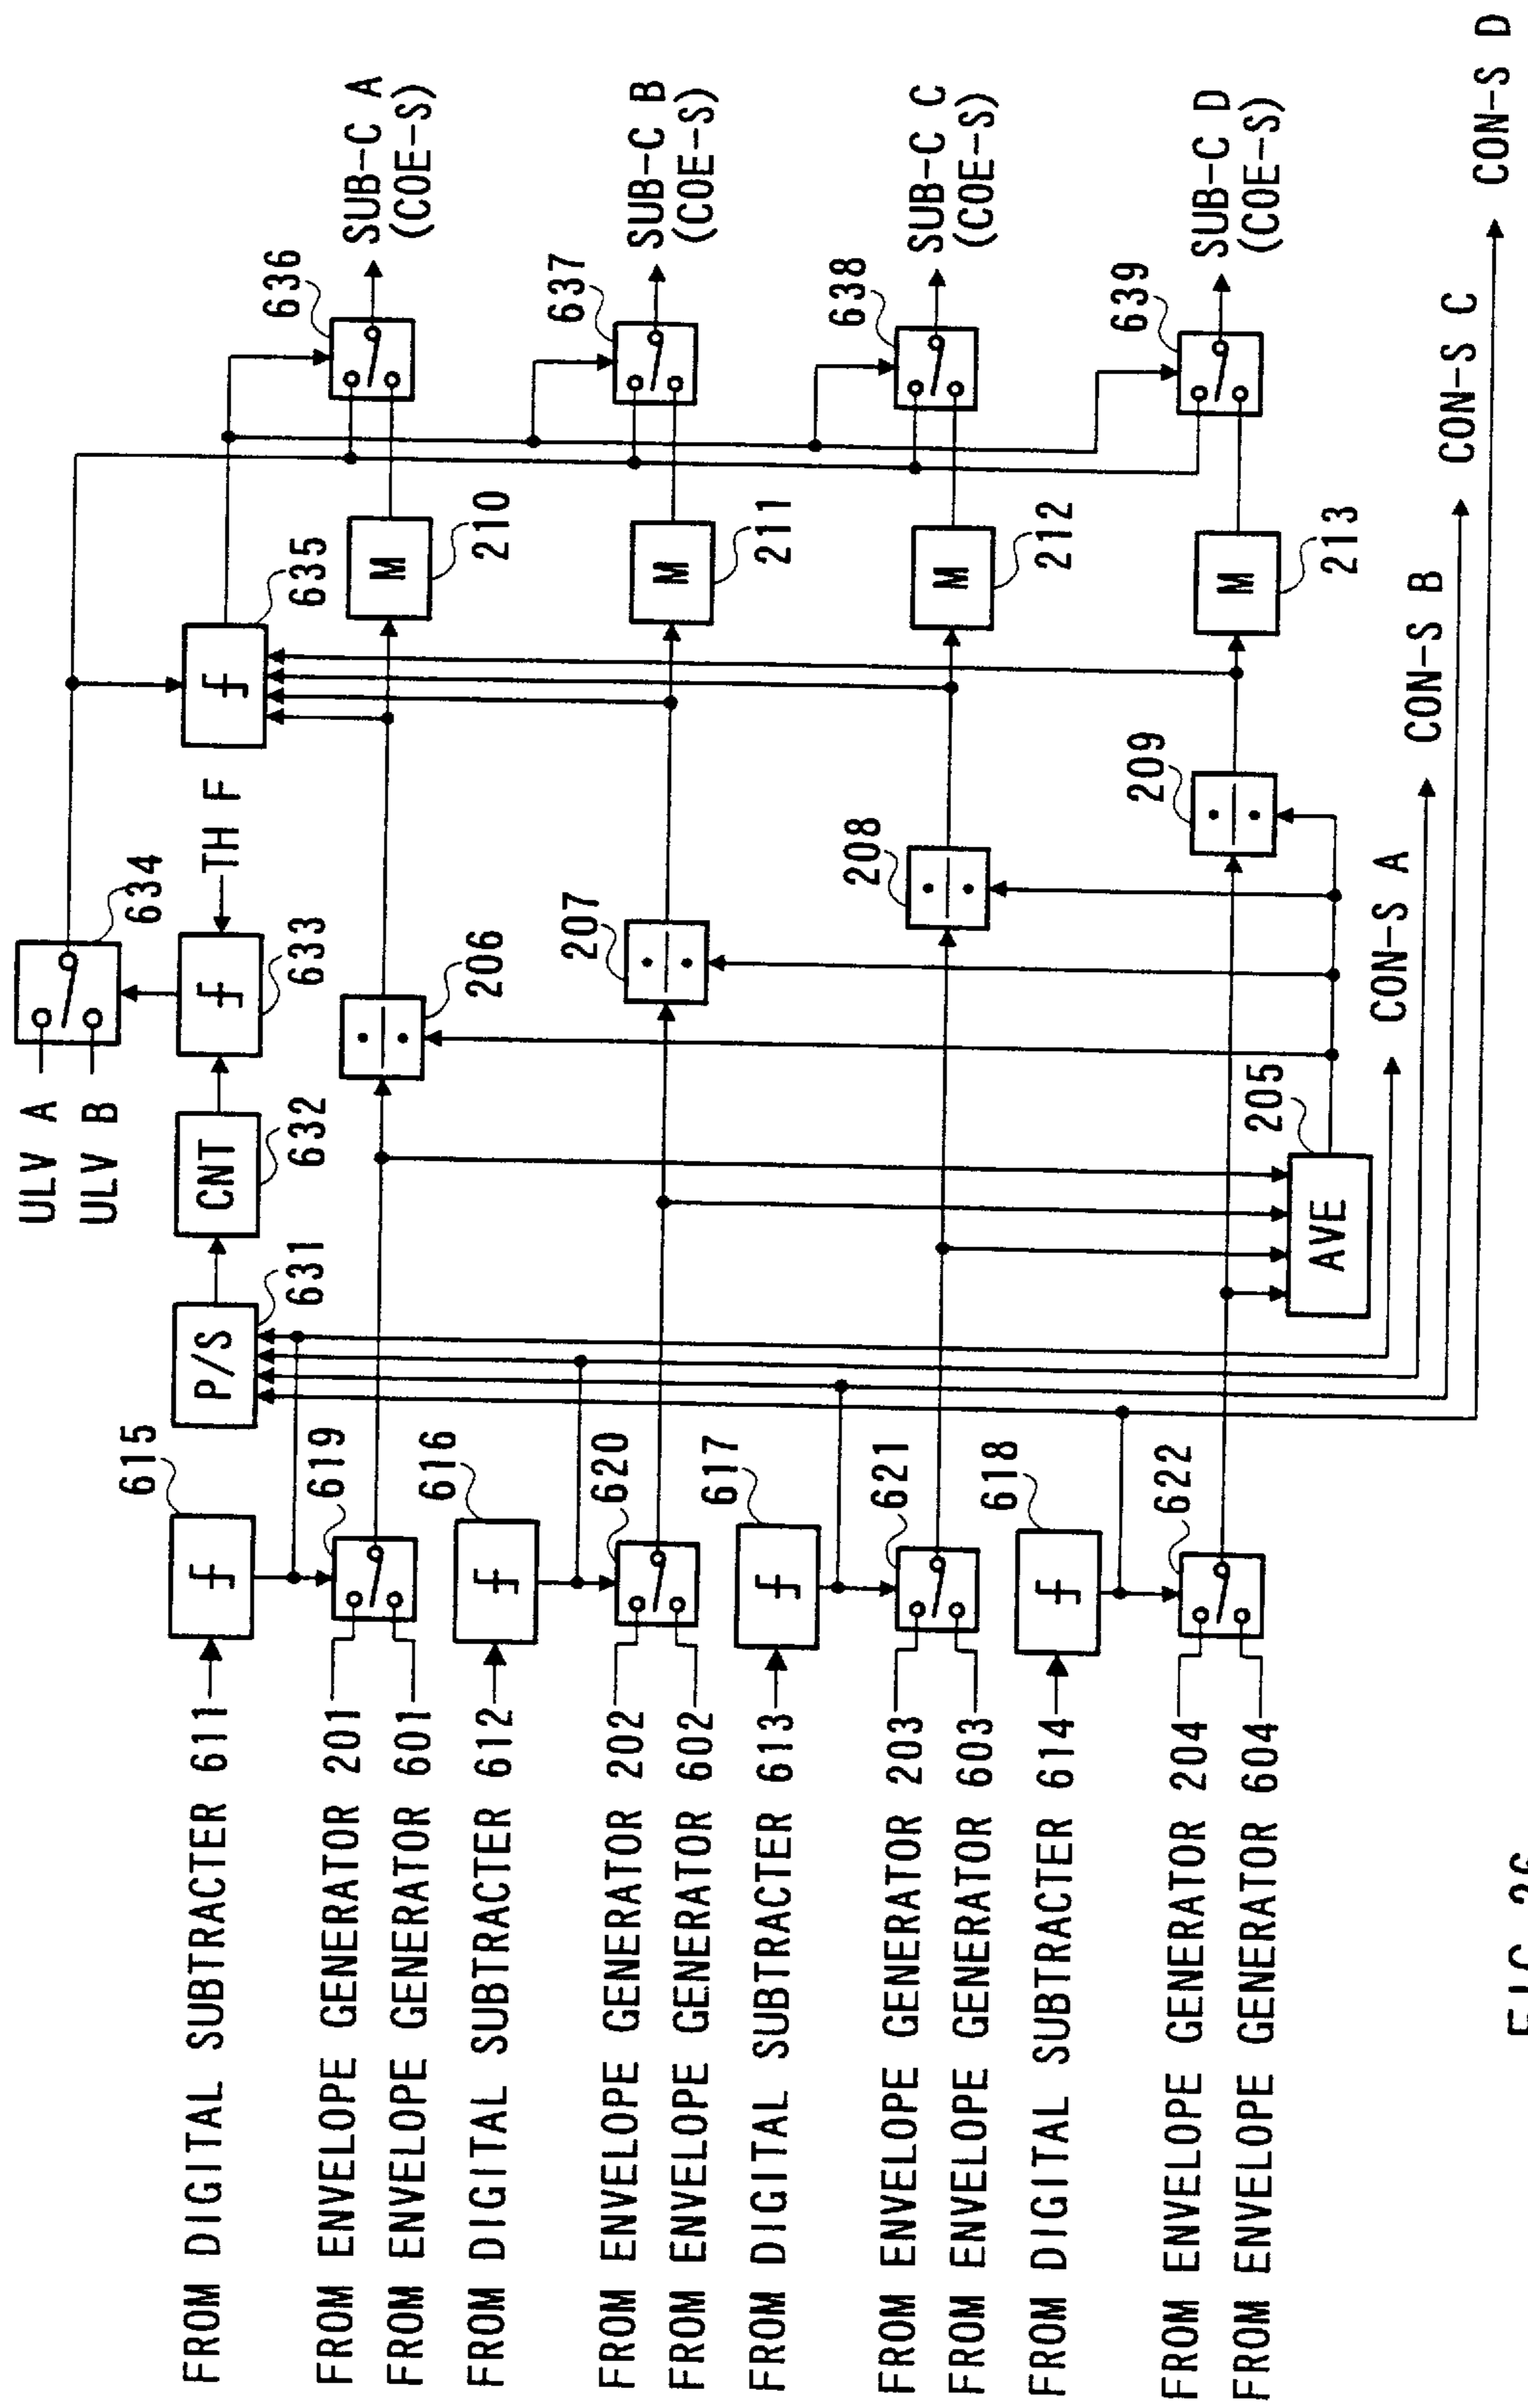 ULV A
ULV B
634
615
P/S
631
CNT
632
633
TH F
635
636
SUB-C A
(COE-S)
FROM DIGITAL SUBTRACTER 611
619
206
M
210
FROM ENVELOPE GENERATOR 201
FROM ENVELOPE GENERATOR 601
616
637
SUB-C B
(COE-S)
FROM DIGITAL SUBTRACTER 612
620
207
M
211
FROM ENVELOPE GENERATOR 202
FROM ENVELOPE GENERATOR 602
617
638
SUB-C C
(COE-S)
FROM DIGITAL SUBTRACTER 613
621
208
M
212
FROM ENVELOPE GENERATOR 203
FROM ENVELOPE GENERATOR 603
618
639
SUB-C D
(COE-S)
FROM DIGITAL SUBTRACTER 614
622
209
M
213
FROM ENVELOPE GENERATOR 204
FROM ENVELOPE GENERATOR 604
205
AVE
CON-S A
CON-S B
CON-S C
CON-S D